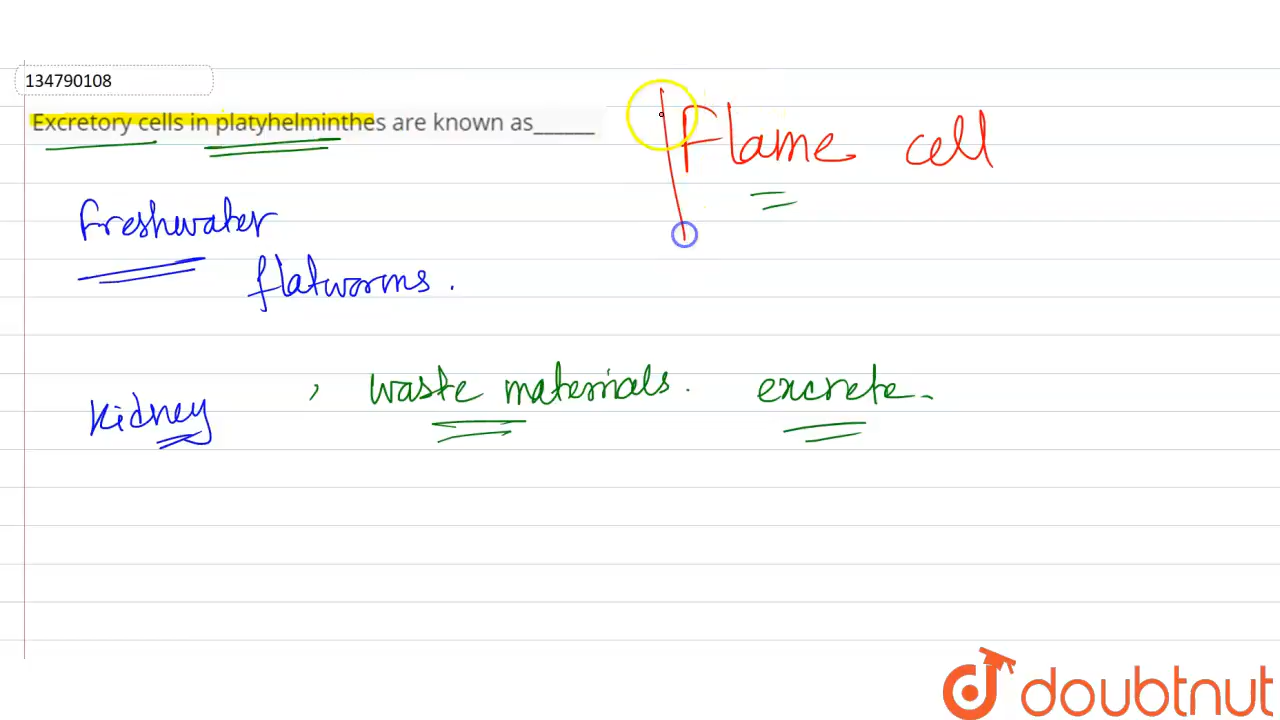 134790108
Excretory cells in platyhelminthes are known as______
Flame cell
Freshwater
flatworms.
Kidney , waste materials. excrete.
doubtnut